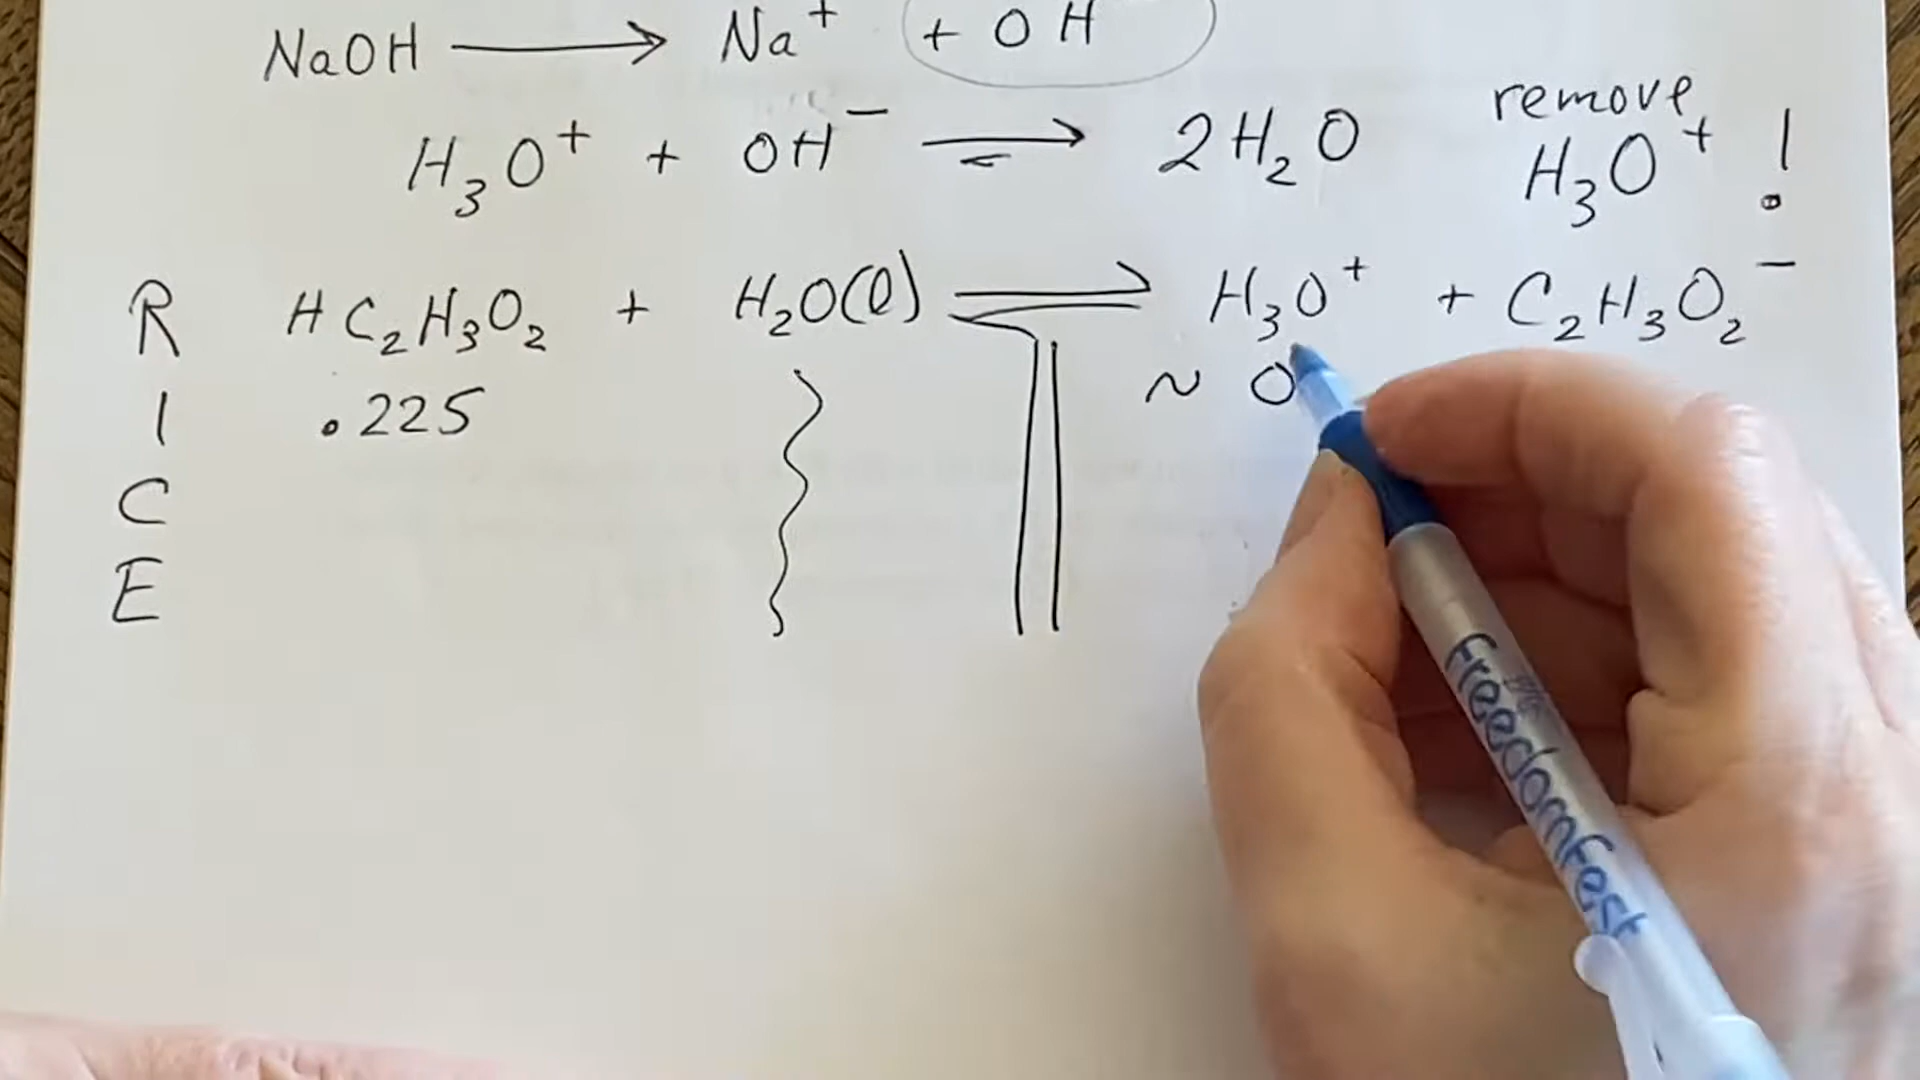 NaOH ⟶ Na⁺ + OH
remove
H₃O⁺ + OH⁻ ⇌ 2H₂O H₃O⁺ !
R HC₂H₃O₂ + H₂O(l) ⇌ H₃O⁺ + C₂H₃O₂⁻
I .225 ~ 0
C
E
Freedomfest